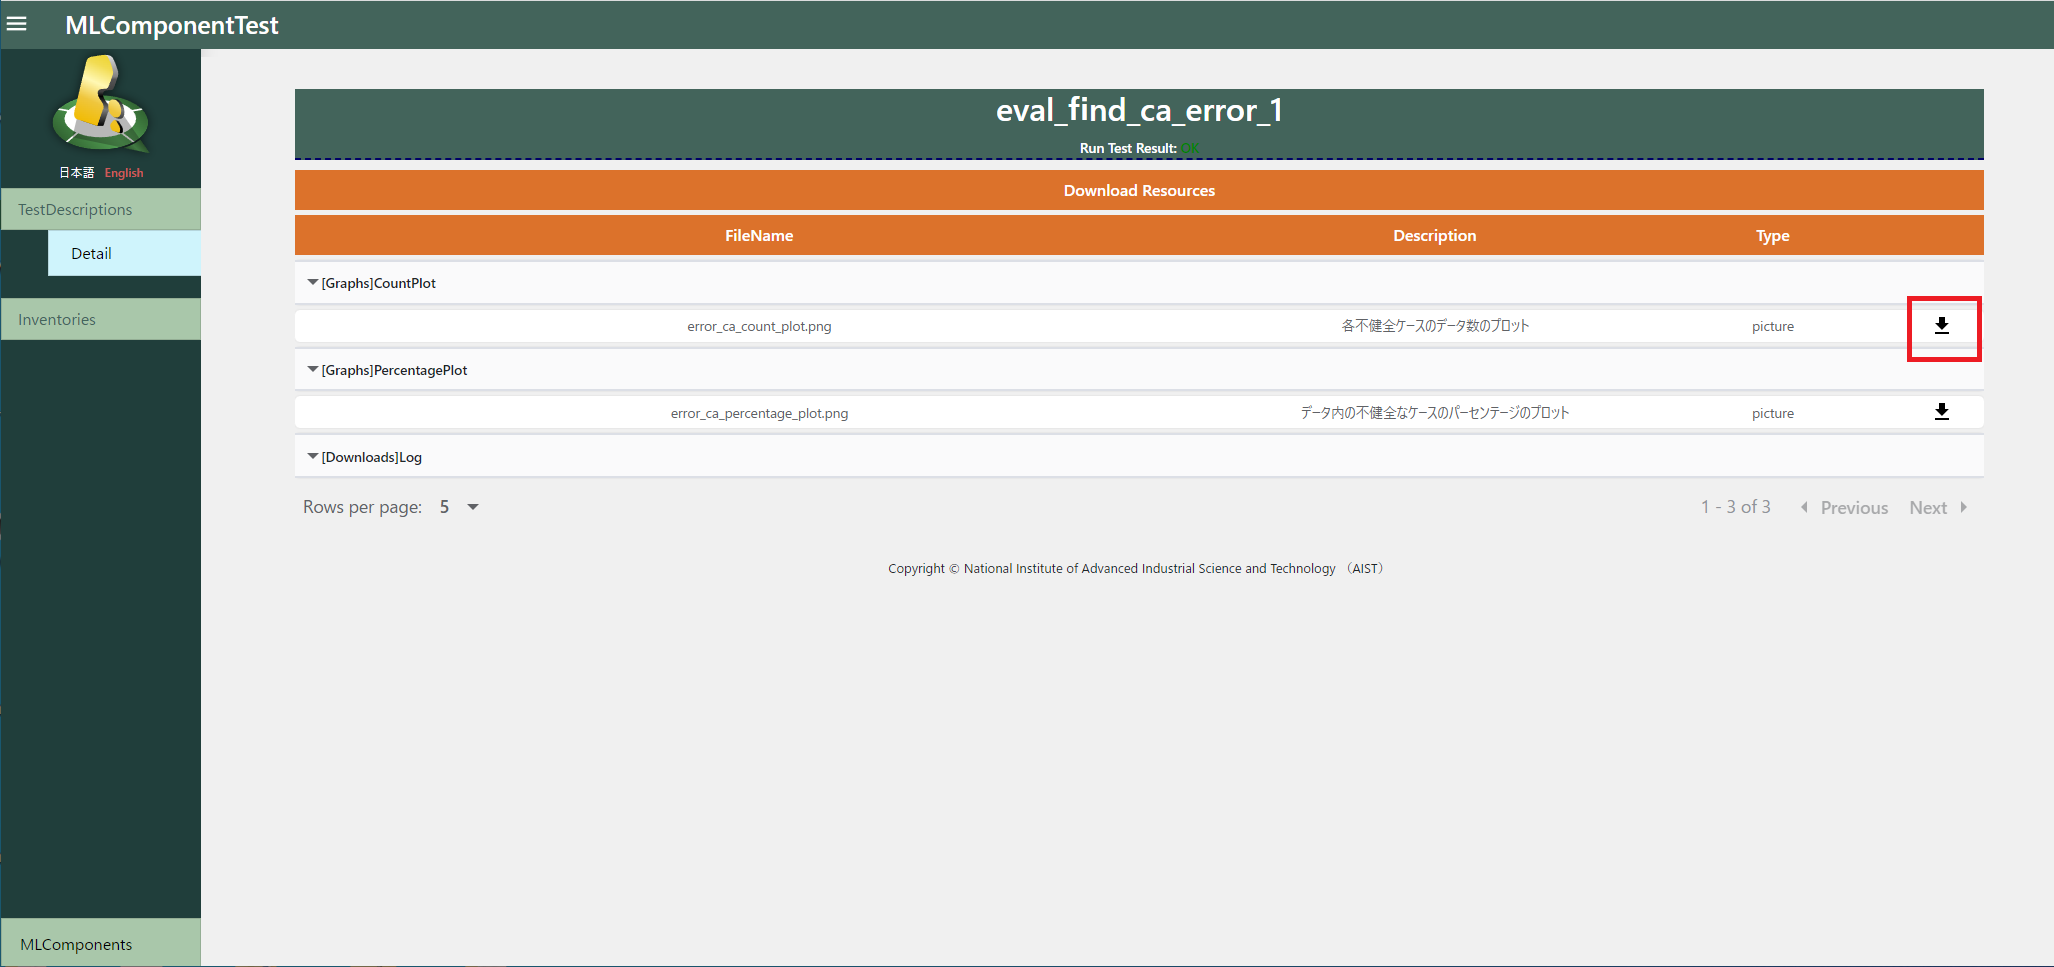 MLComponentTest
日本語 English
TestDescriptions
Detail
Inventories
MLComponents
eval_find_ca_error_1
Run Test Result: OK
Download Resources
FileName Description Type
[Graphs]CountPlot
error_ca_count_plot.png 各不健全ケースのデータ数のプロット picture
[Graphs]PercentagePlot
error_ca_percentage_plot.png データ内の不健全なケースのパーセンテージのプロット picture
[Downloads]Log
Rows per page: 5 1 - 3 of 3 Previous Next
Copyright © National Institute of Advanced Industrial Science and Technology （AIST）